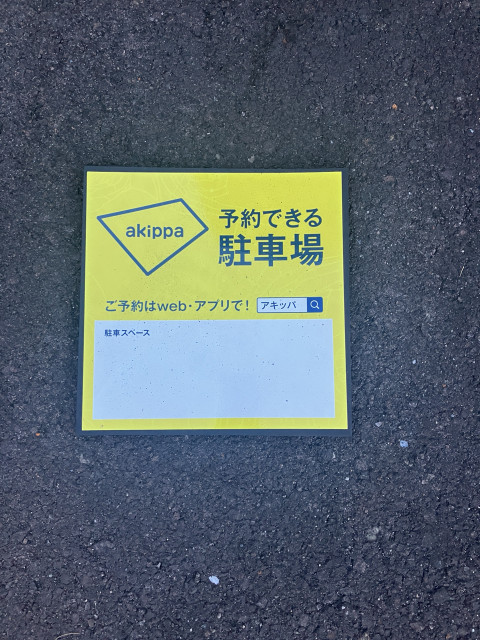 akippa
予約できる
駐車場
ご予約はweb・アプリで！ アキッパ
駐車スペース